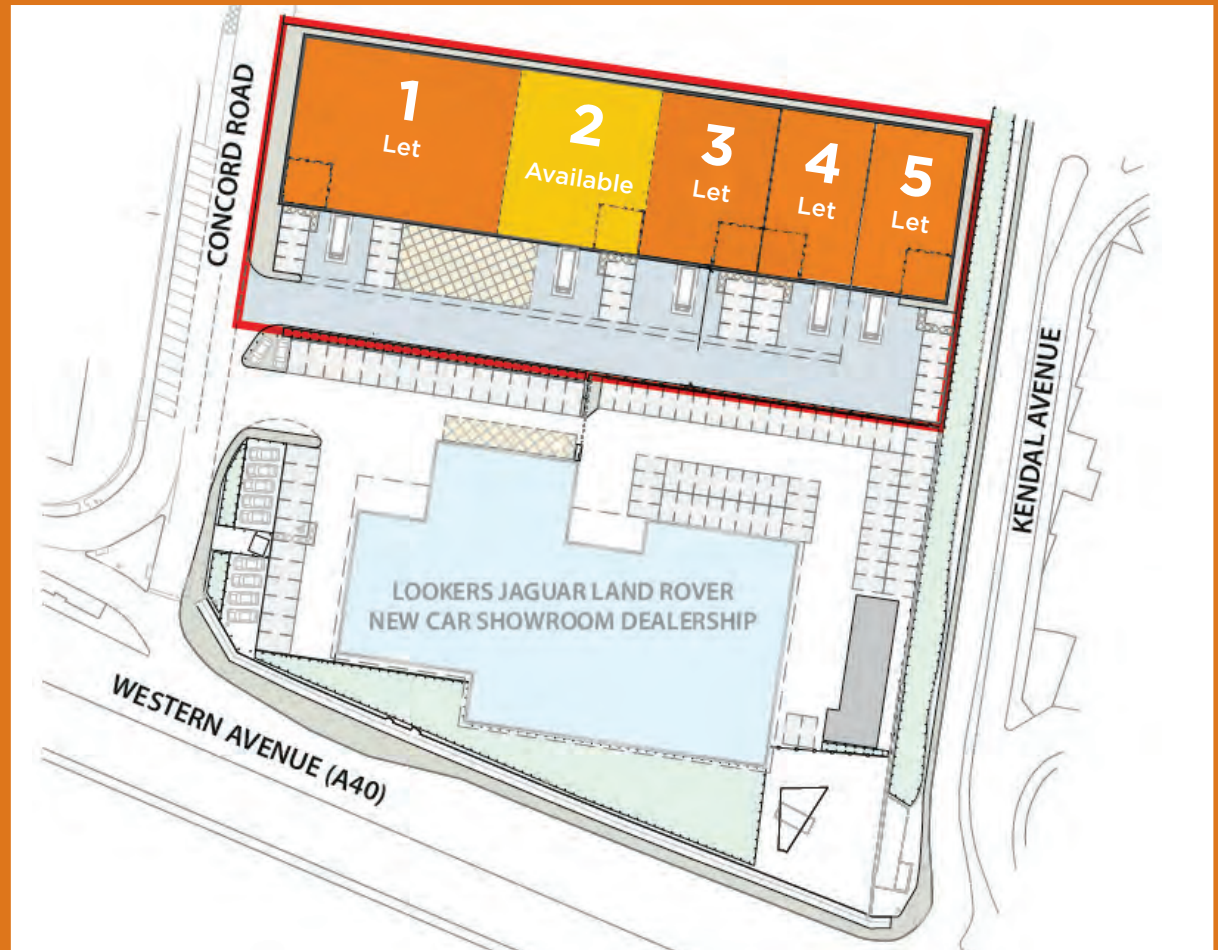 1
Let
2
Available
3
Let
4
Let
5
Let
CONCORD ROAD
KENDAL AVENUE
LOOKERS JAGUAR LAND ROVER
NEW CAR SHOWROOM DEALERSHIP
WESTERN AVENUE (A40)